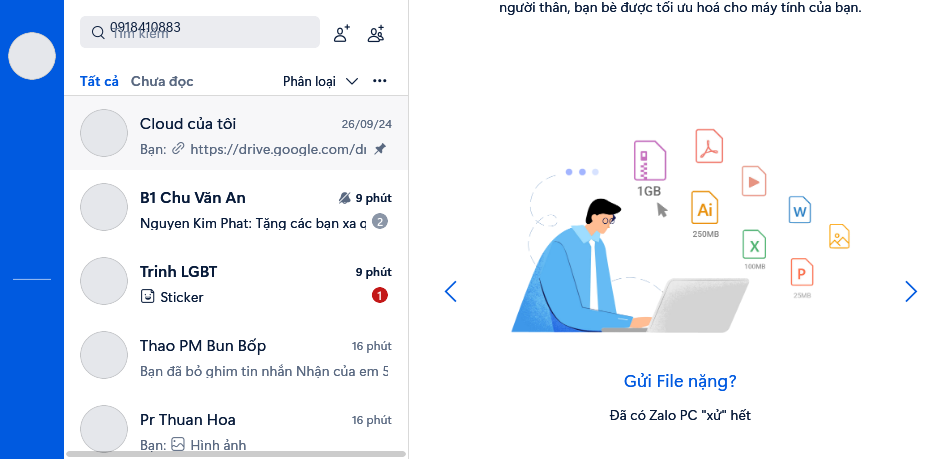 người thân, bạn bè được tối ưu hoá cho máy tính của bạn.
0918410883
Tìm kiếm
Tất cả Chưa đọc Phân loại
Cloud của tôi 26/09/24
Bạn: https://drive.google.com/dr
B1 Chu Văn An 9 phút
Nguyen Kim Phat: Tặng các bạn xa q 2
Trinh LGBT 9 phút
Sticker 1
Thao PM Bun Bốp 16 phút
Bạn đã bỏ ghim tin nhắn Nhận của em 5
Pr Thuan Hoa 16 phút
Bạn: Hình ảnh
1GB
Ai
250MB
W
X
100MB
P
25MB
Gửi File nặng?
Đã có Zalo PC "xử" hết